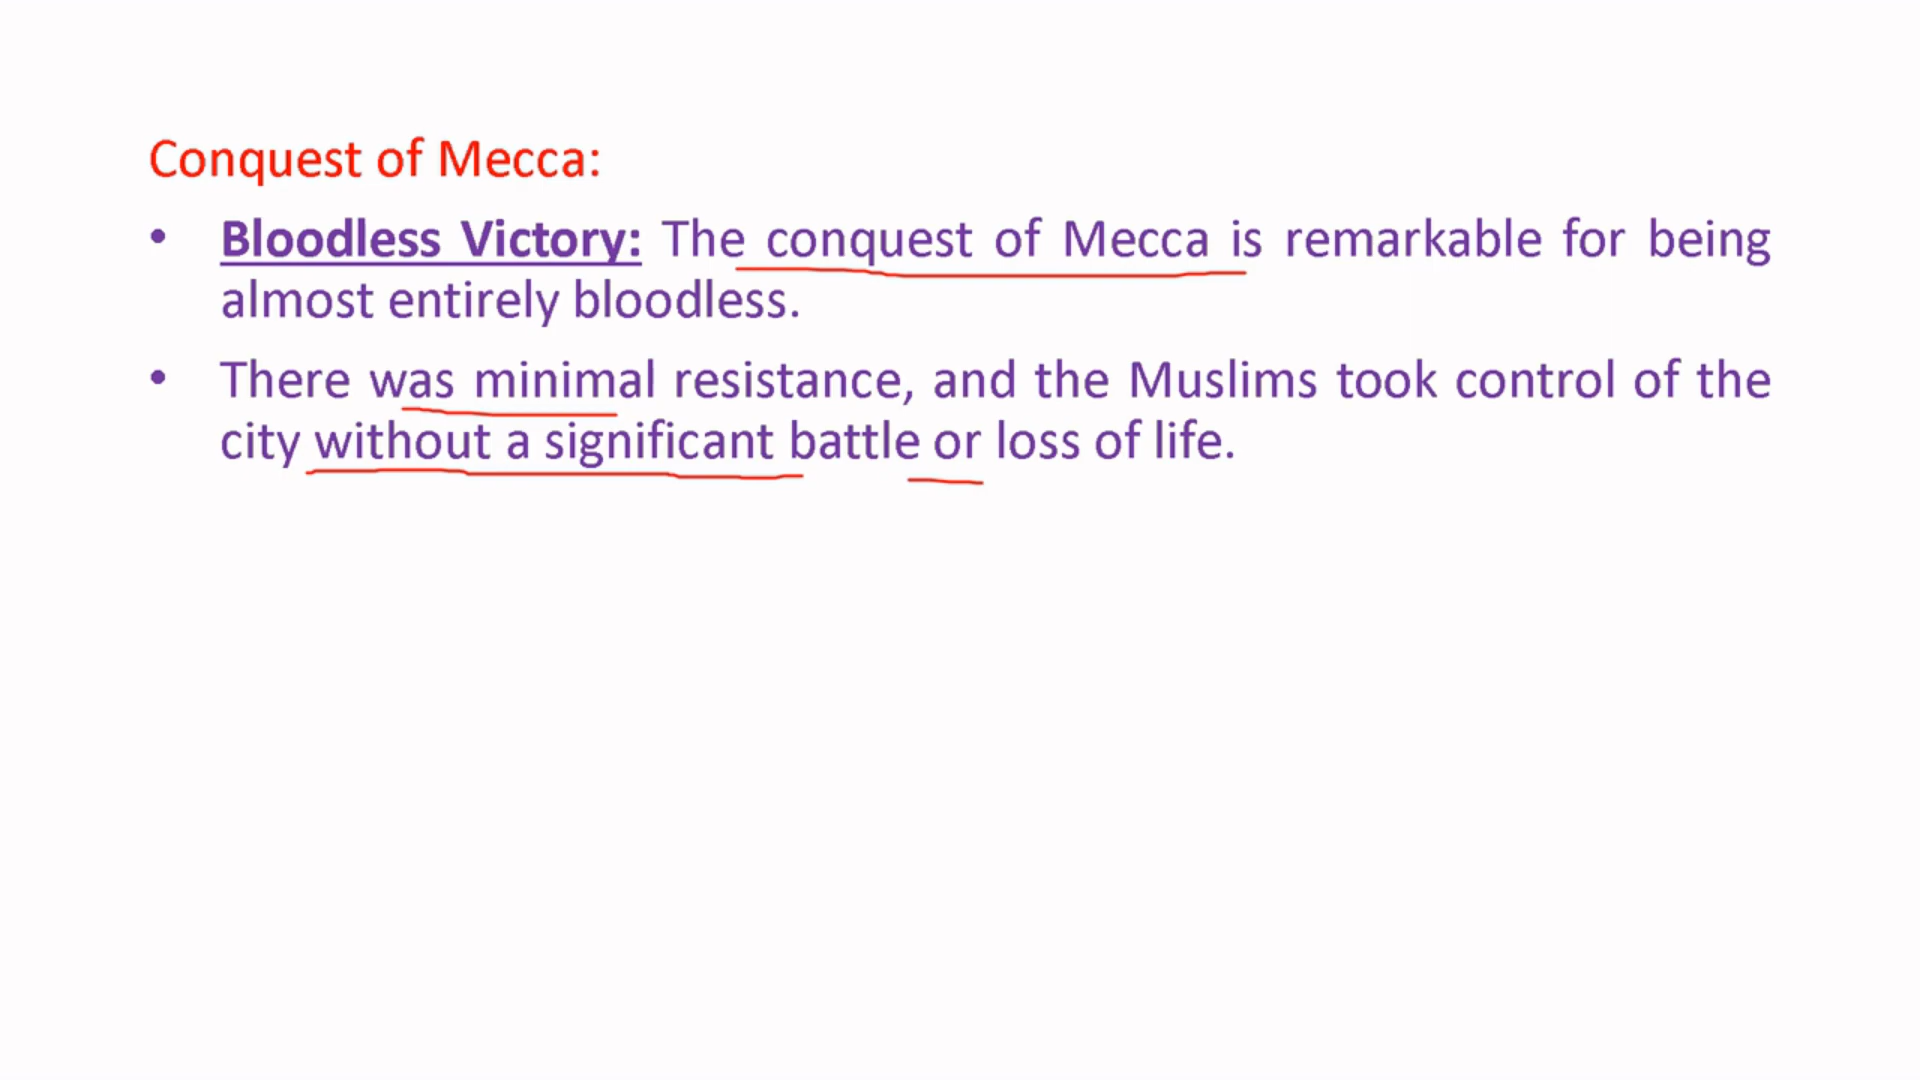 Conquest of Mecca:
• Bloodless Victory: The conquest of Mecca is remarkable for being
almost entirely bloodless.
• There was minimal resistance, and the Muslims took control of the
city without a significant battle or loss of life.